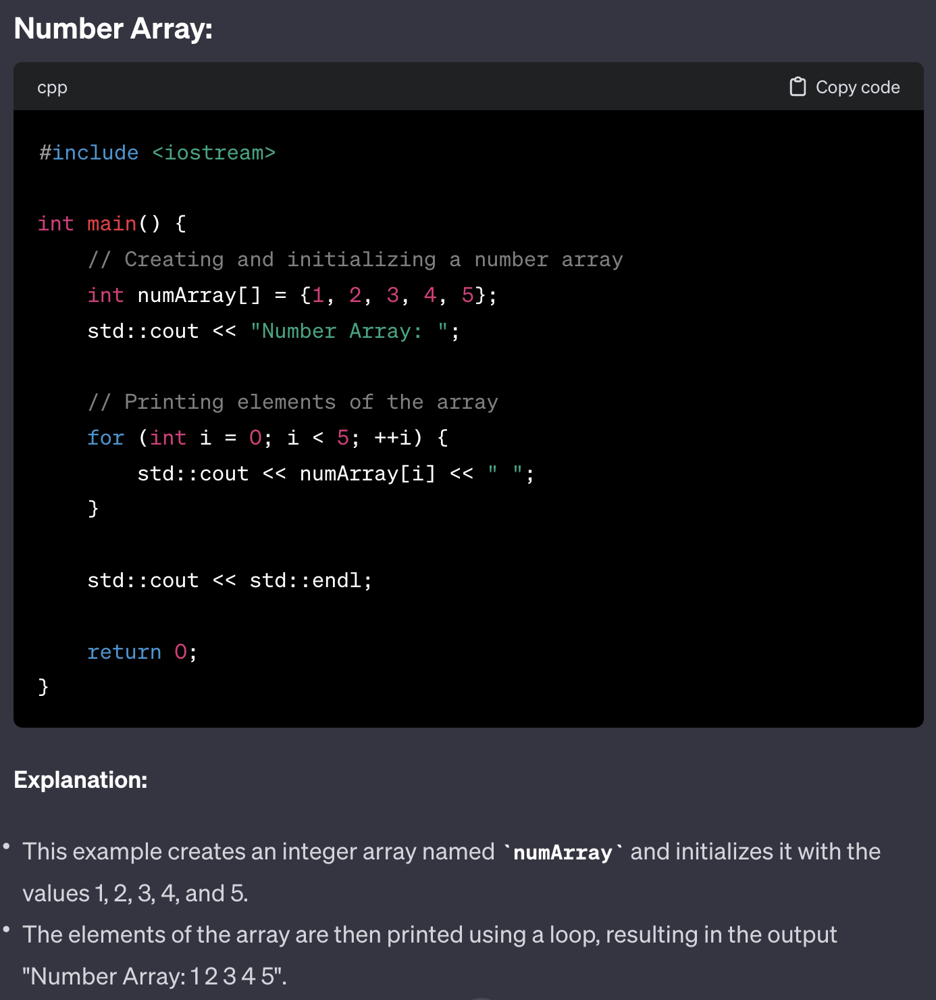 Number Array:
cpp
Copy code
#include <iostream>
int main() {
    // Creating and initializing a number array
    int numArray[] = {1, 2, 3, 4, 5};
    std::cout << "Number Array: ";
    // Printing elements of the array
    for (int i = 0; i < 5; ++i) {
        std::cout << numArray[i] << " ";
    }
    std::cout << std::endl;
    return 0;
}
Explanation:
• This example creates an integer array named `numArray` and initializes it with the
values 1, 2, 3, 4, and 5.
• The elements of the array are then printed using a loop, resulting in the output
"Number Array: 1 2 3 4 5".